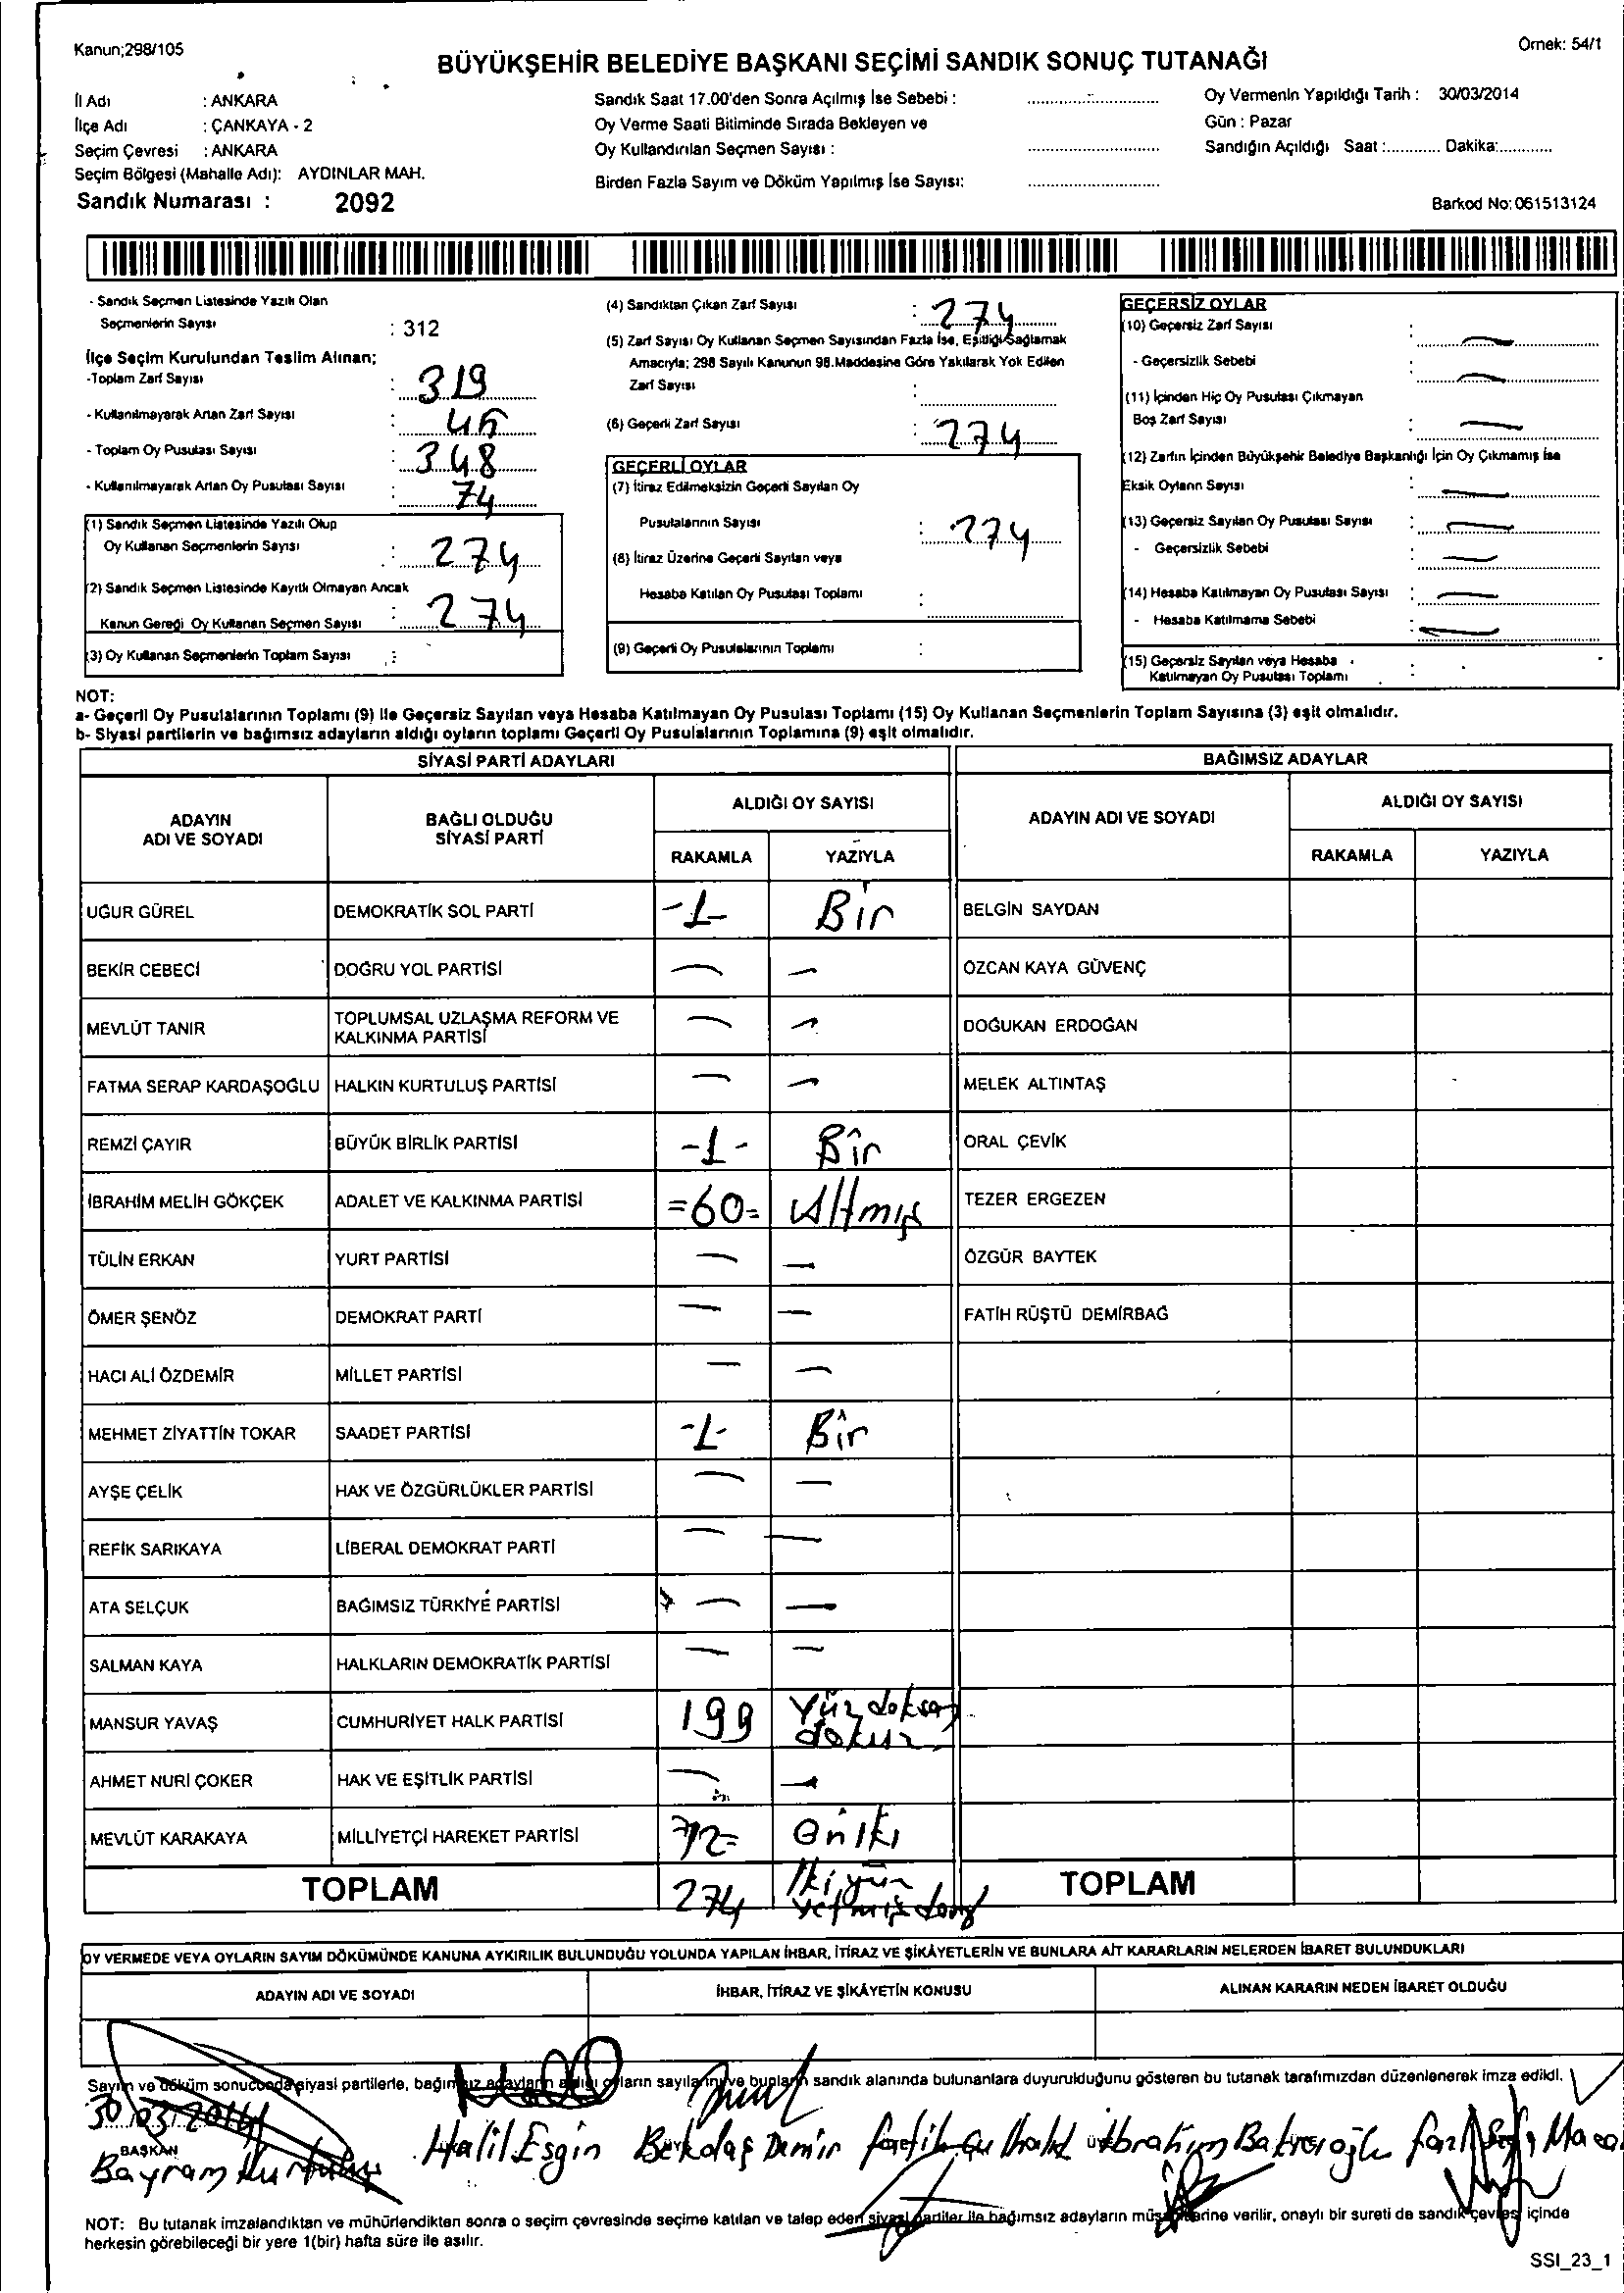 Kanun;298/105
Örnek: 54/1
BÜYÜKŞEHİR BELEDİYE BAŞKANI SEÇİMİ SANDIK SONUÇ TUTANAĞI
İl Adı : ANKARA
Sandık Saat 17.00'den Sonra Açılmış İse Sebebi :
Oy Vermenin Yapıldığı Tarih : 30/03/2014
İlçe Adı : ÇANKAYA - 2
Oy Verme Saati Bitiminde Sırada Bekleyen ve
Gün : Pazar
Seçim Çevresi : ANKARA
Oy Kullandırılan Seçmen Sayısı :
Sandığın Açıldığı Saat :............ Dakika:............
Seçim Bölgesi (Mahalle Adı): AYDINLAR MAH.
Birden Fazla Sayım ve Döküm Yapılmış İse Sayısı:
Sandık Numarası : 2092
Barkod No: 061513124
- Sandık Seçmen Listesinde Yazılı Olan
Seçmenlerin Sayısı : 312
İlçe Seçim Kurulundan Teslim Alınan;
-Toplam Zarf Sayısı : 319
- Kullanılmayarak Artan Zarf Sayısı : 45
- Toplam Oy Pusulası Sayısı : 348
- Kullanılmayarak Artan Oy Pusulası Sayısı : 74
(1) Sandık Seçmen Listesinde Yazılı Olup
Oy Kullanan Seçmenlerin Sayısı : 274
(2) Sandık Seçmen Listesinde Kayıtlı Olmayan Ancak
Kanun Gereği Oy Kullanan Seçmen Sayısı : 274
(3) Oy Kullanan Seçmenlerin Toplam Sayısı :
(4) Sandıktan Çıkan Zarf Sayısı : 274
(5) Zarf Sayısı Oy Kullanan Seçmen Sayısından Fazla İse, Eşitliği Sağlamak
Amacıyla; 298 Sayılı Kanunun 98.Maddesine Göre Yakılarak Yok Edilen
Zarf Sayısı :
(6) Geçerli Zarf Sayısı : 274
GEÇERLİ OYLAR
(7) İtiraz Edilmeksizin Geçerli Sayılan Oy
Pusulalarının Sayısı : 274
(8) İtiraz Üzerine Geçerli Sayılan veya
Hesaba Katılan Oy Pusulası Toplamı :
(9) Geçerli Oy Pusulalarının Toplamı :
GEÇERSİZ OYLAR
(10) Geçersiz Zarf Sayısı : —
- Geçersizlik Sebebi : —
(11) İçinden Hiç Oy Pusulası Çıkmayan
Boş Zarf Sayısı : —
(12) Zarfın İçinden Büyükşehir Belediye Başkanlığı İçin Oy Çıkmamış İse
Eksik Oyların Sayısı : —
(13) Geçersiz Sayılan Oy Pusulası Sayısı : —
- Geçersizlik Sebebi : —
(14) Hesaba Katılmayan Oy Pusulası Sayısı : —
- Hesaba Katılmama Sebebi : —
(15) Geçersiz Sayılan veya Hesaba
Katılmayan Oy Pusulası Toplamı :
NOT:
a- Geçerli Oy Pusulalarının Toplamı (9) ile Geçersiz Sayılan veya Hesaba Katılmayan Oy Pusulası Toplamı (15) Oy Kullanan Seçmenlerin Toplam Sayısına (3) eşit olmalıdır.
b- Siyasi partilerin ve bağımsız adayların aldığı oyların toplamı Geçerli Oy Pusulalarının Toplamına (9) eşit olmalıdır.
SİYASİ PARTİ ADAYLARI
BAĞIMSIZ ADAYLAR
ADAYIN ADI VE SOYADI
BAĞLI OLDUĞU SİYASİ PARTİ
ALDIĞI OY SAYISI
ADAYIN ADI VE SOYADI
ALDIĞI OY SAYISI
RAKAMLA YAZIYLA
RAKAMLA YAZIYLA
UĞUR GÜREL DEMOKRATİK SOL PARTİ -1- Bir BELGİN SAYDAN
BEKİR CEBECİ DOĞRU YOL PARTİSİ — — ÖZCAN KAYA GÜVENÇ
MEVLÜT TANIR TOPLUMSAL UZLAŞMA REFORM VE KALKINMA PARTİSİ — — DOĞUKAN ERDOĞAN
FATMA SERAP KARDAŞOĞLU HALKIN KURTULUŞ PARTİSİ — — MELEK ALTINTAŞ
REMZİ ÇAYIR BÜYÜK BİRLİK PARTİSİ -1- Bir ORAL ÇEVİK
İBRAHİM MELİH GÖKÇEK ADALET VE KALKINMA PARTİSİ =60= Altmış TEZER ERGEZEN
TÜLİN ERKAN YURT PARTİSİ — — ÖZGÜR BAYTEK
ÖMER ŞENÖZ DEMOKRAT PARTİ — — FATİH RÜŞTÜ DEMİRBAĞ
HACI ALİ ÖZDEMİR MİLLET PARTİSİ — —
MEHMET ZİYATTİN TOKAR SAADET PARTİSİ -1- Bir
AYŞE ÇELİK HAK VE ÖZGÜRLÜKLER PARTİSİ — —
REFİK SARIKAYA LİBERAL DEMOKRAT PARTİ — —
ATA SELÇUK BAĞIMSIZ TÜRKİYE PARTİSİ — —
SALMAN KAYA HALKLARIN DEMOKRATİK PARTİSİ — —
MANSUR YAVAŞ CUMHURİYET HALK PARTİSİ 199 Yüz doksan dokuz
AHMET NURİ ÇOKER HAK VE EŞİTLİK PARTİSİ — —
MEVLÜT KARAKAYA MİLLİYETÇİ HAREKET PARTİSİ 12= Oniki
TOPLAM 274 İkiyüz yetmiş dört TOPLAM
OY VERMEDE VEYA OYLARIN SAYIM DÖKÜMÜNDE KANUNA AYKIRILIK BULUNDUĞU YOLUNDA YAPILAN İHBAR, İTİRAZ VE ŞİKÂYETLERİN VE BUNLARA AİT KARARLARIN NELERDEN İBARET BULUNDUKLARI
ADAYIN ADI VE SOYADI İHBAR, İTİRAZ VE ŞİKÂYETİN KONUSU ALINAN KARARIN NEDEN İBARET OLDUĞU
Sayım ve döküm sonucunda siyasi partilerle, bağımsız adayların aldığı oyların sayılarını ve bunların sandık alanında bulunanlara duyurulduğunu gösteren bu tutanak tarafımızdan düzenlenerek imza edildi.
30/03/2014
BAŞKAN
Bayram Kurtuluş Halil Esgin Bektaş Demir İbrahim
NOT: Bu tutanak imzalandıktan ve mühürlendikten sonra o seçim çevresinde seçime katılan ve talep eden siyasi partiler ile bağımsız adayların müşahitlerine verilir, onaylı bir sureti de sandık çevresi içinde
herkesin görebileceği bir yere 1(bir) hafta süre ile asılır.
SSI_23_1